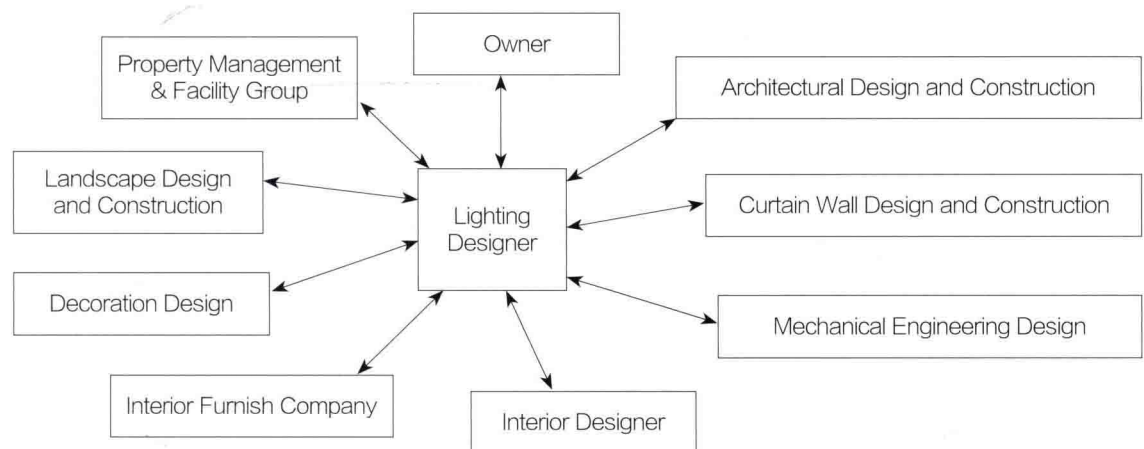 Owner
Property Management
& Facility Group
Architectural Design and Construction
Landscape Design
and Construction
Lighting
Designer
Curtain Wall Design and Construction
Decoration Design
Mechanical Engineering Design
Interior Furnish Company
Interior Designer